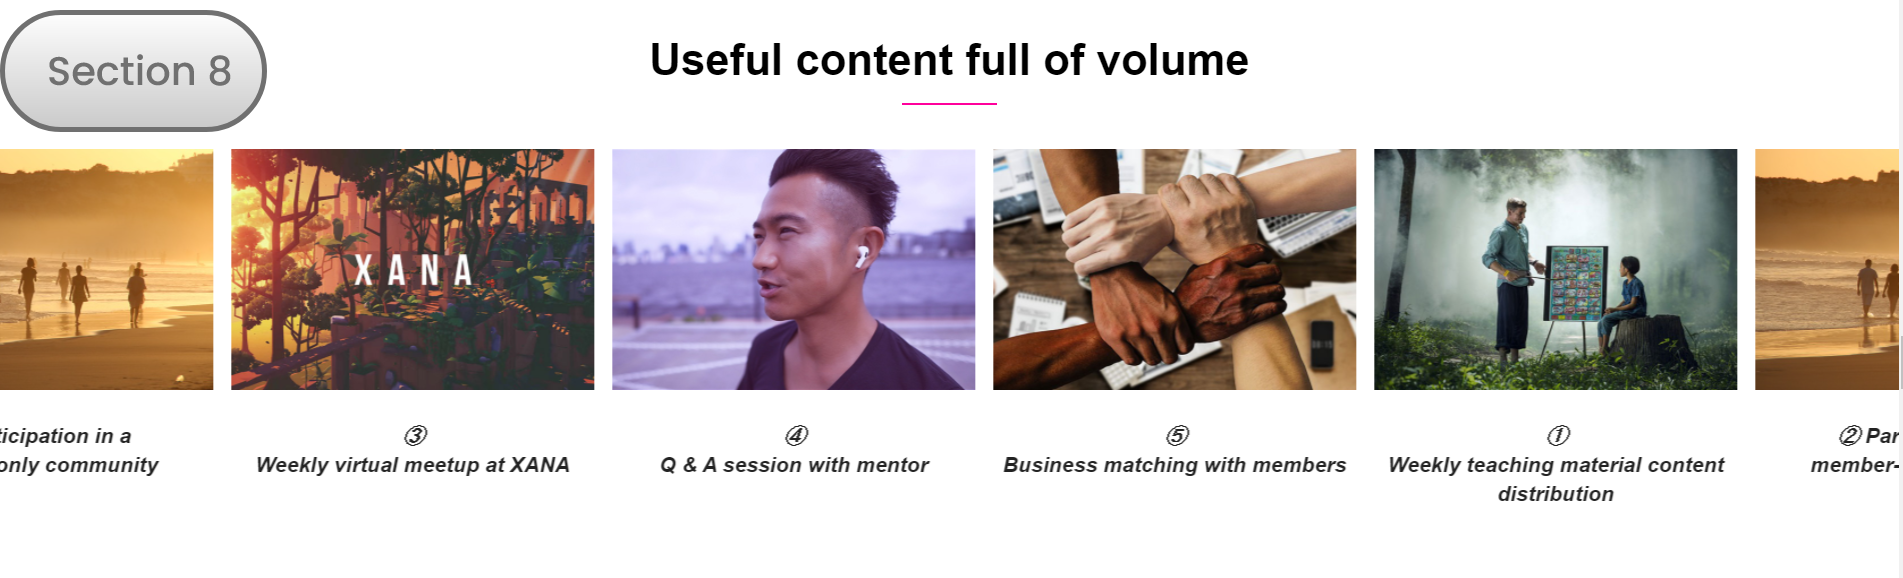 Section 8
Useful content full of volume
XANA
ticipation in a
only community
③
Weekly virtual meetup at XANA
④
Q & A session with mentor
⑤
Business matching with members
①
Weekly teaching material content
distribution
② Par
member-